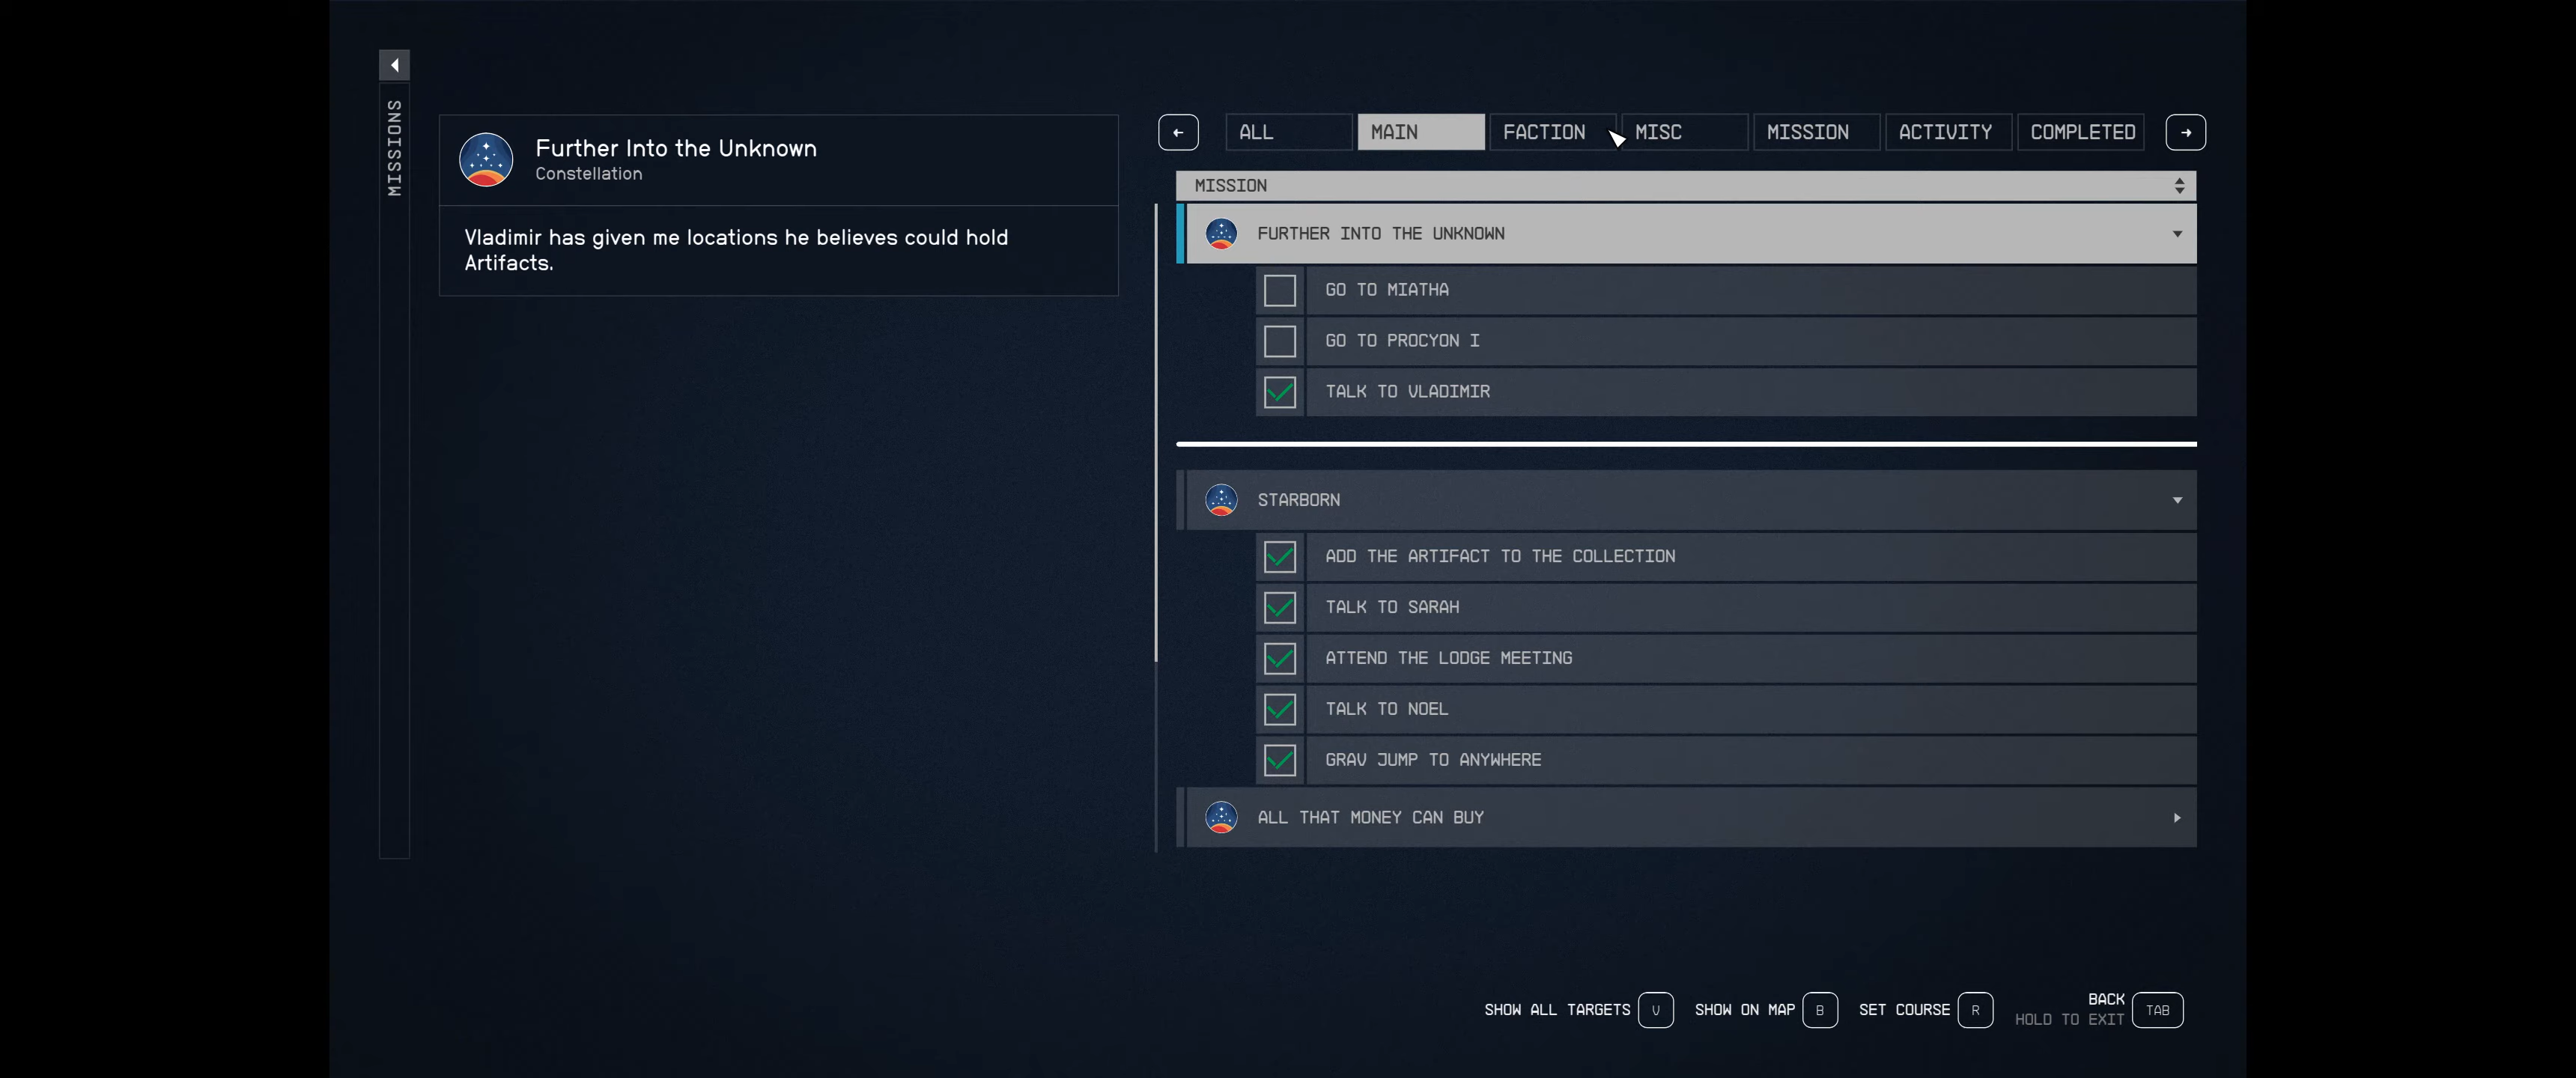 MISSIONS
Further Into the Unknown
Constellation
Vladimir has given me locations he believes could hold
Artifacts.
ALL
MAIN
FACTION
MISC
MISSION
ACTIVITY
COMPLETED
MISSION
FURTHER INTO THE UNKNOWN
GO TO MIATHA
GO TO PROCYON I
TALK TO VLADIMIR
STARBORN
ADD THE ARTIFACT TO THE COLLECTION
TALK TO SARAH
ATTEND THE LODGE MEETING
TALK TO NOEL
GRAV JUMP TO ANYWHERE
ALL THAT MONEY CAN BUY
SHOW ALL TARGETS V
SHOW ON MAP B
SET COURSE R
BACK
HOLD TO EXIT
TAB